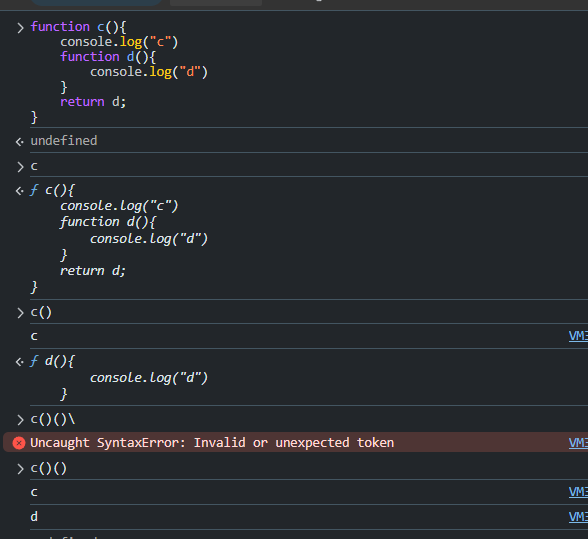 function c(){
    console.log("c")
    function d(){
        console.log("d")
    }
    return d;
}
undefined
c
ƒ c(){
    console.log("c")
    function d(){
        console.log("d")
    }
    return d;
}
c()
c VM3
ƒ d(){
        console.log("d")
    }
c()()\
Uncaught SyntaxError: Invalid or unexpected token VM3
c()()
c VM3
d VM3